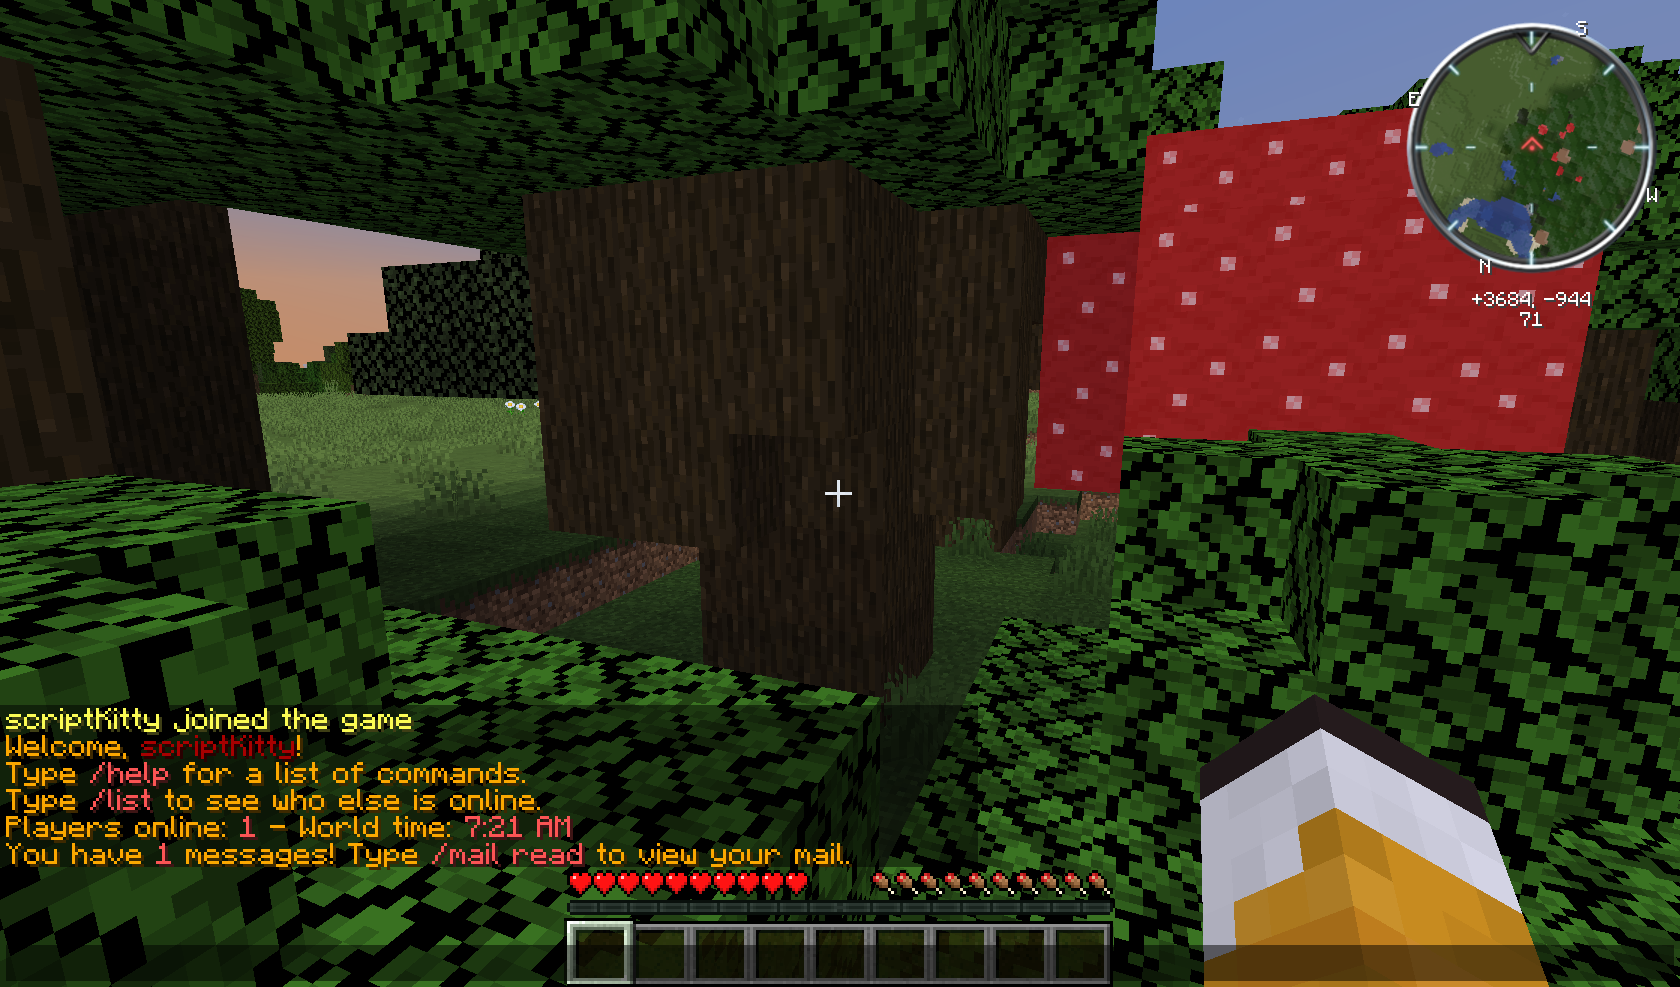 S
E
W
N
+3684, -944
71
scriptKitty joined the game
Welcome, scriptKitty!
Type /help for a list of commands.
Type /list to see who else is online.
Players online: 1 - World time: 7:21 AM
You have 1 messages! Type /mail read to view your mail.